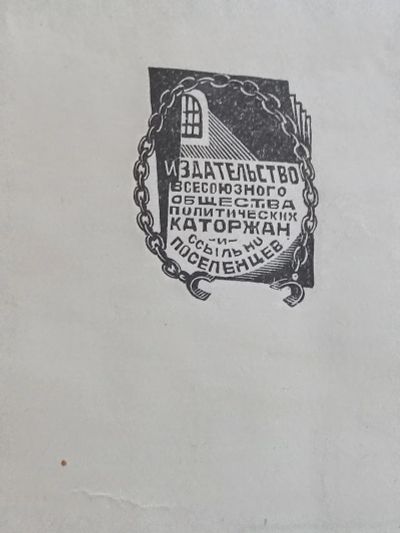 ИЗДАТЕЛЬСТВО
ВСЕСОЮЗНОГО
ОБЩЕСТВА
ПОЛИТИЧЕСКИХ
КАТОРЖАН
-И-
ССЫЛЬНО
ПОСЕЛЕНЦЕВ